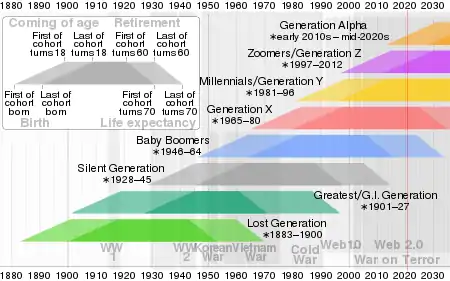 1880 1890 1900 1910 1920 1930 1940 1950 1960 1970 1980 1990 2000 2010 2020 2030
Coming of age Retirement
First of cohort turns 18
Last of cohort turns 18
First of cohort turns 60
Last of cohort turns 60
First of cohort born
Last of cohort born
First of cohort turns 70
Last of cohort turns 70
Birth Life expectancy
Generation Alpha
∗early 2010s–mid-2020s
Zoomers/Generation Z
∗1997–2012
Millennials/Generation Y
∗1981–96
Generation X
∗1965–80
Baby Boomers
∗1946–64
Silent Generation
∗1928–45
Greatest/G.I. Generation
∗1901–27
Lost Generation
∗1883–1900
WW 1
WW 2
Korean War
Vietnam War
Cold War
Web 1.0
Web 2.0
War on Terror
1880 1890 1900 1910 1920 1930 1940 1950 1960 1970 1980 1990 2000 2010 2020 2030